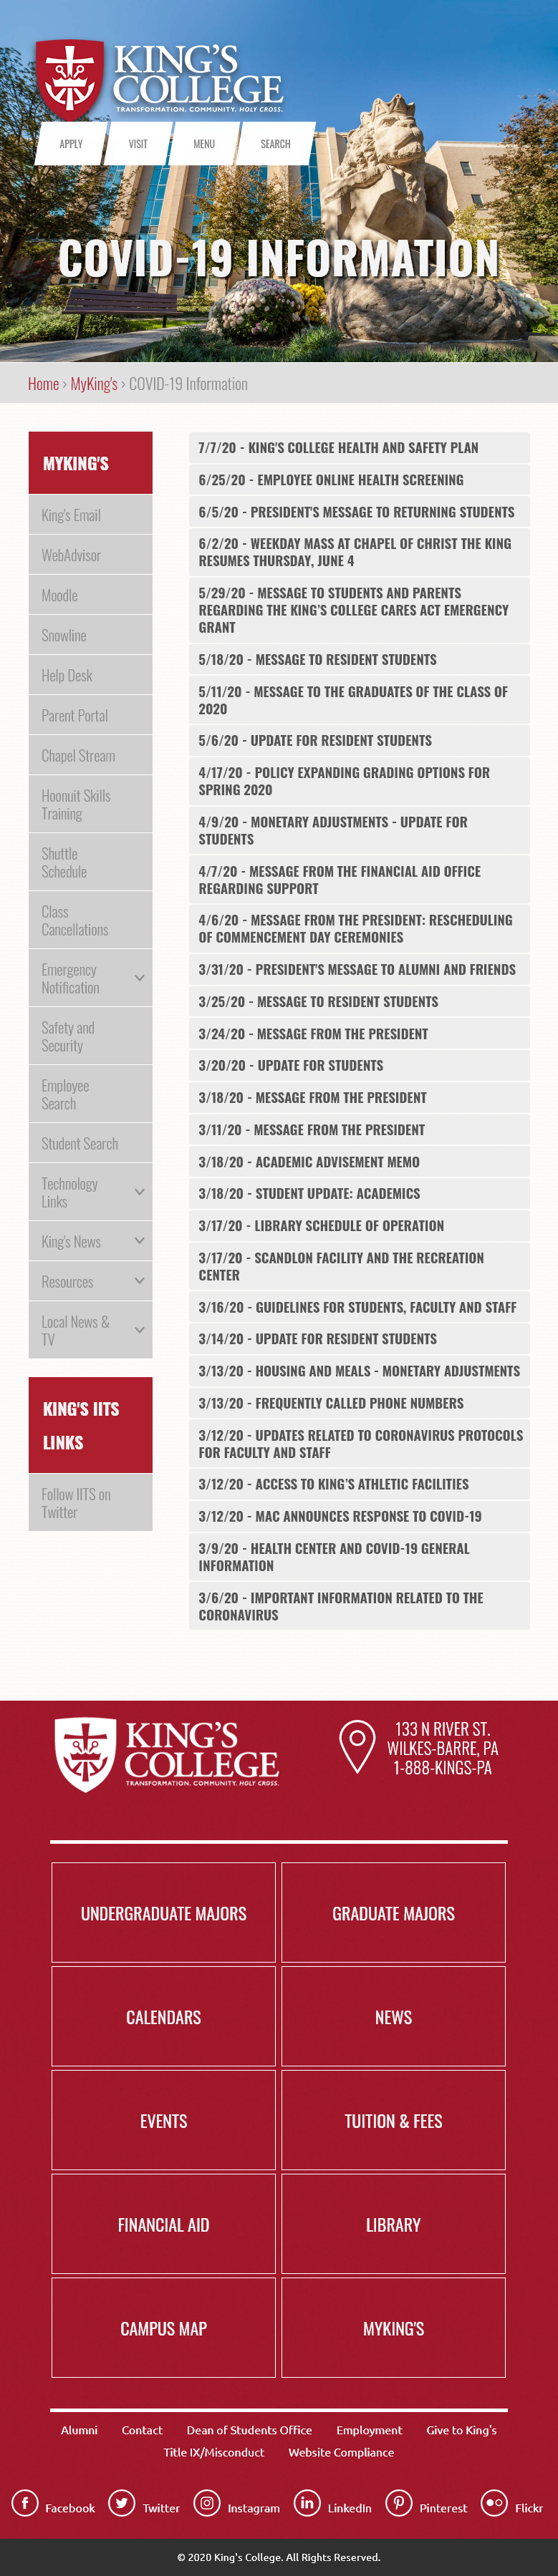 KING'S
COLLEGE
TRANSFORMATION. COMMUNITY. HOLY CROSS.
APPLY
VISIT
MENU
SEARCH
COVID-19 INFORMATION
Home › MyKing's › COVID-19 Information
MYKING'S
King's Email
WebAdvisor
Moodle
Snowline
Help Desk
Parent Portal
Chapel Stream
Hoonuit Skills
Training
Shuttle
Schedule
Class
Cancellations
Emergency
Notification
Safety and
Security
Employee
Search
Student Search
Technology
Links
King's News
Resources
Local News &
TV
KING'S IITS
LINKS
Follow IITS on
Twitter
7/7/20 - KING'S COLLEGE HEALTH AND SAFETY PLAN
6/25/20 - EMPLOYEE ONLINE HEALTH SCREENING
6/5/20 - PRESIDENT'S MESSAGE TO RETURNING STUDENTS
6/2/20 - WEEKDAY MASS AT CHAPEL OF CHRIST THE KING
RESUMES THURSDAY, JUNE 4
5/29/20 - MESSAGE TO STUDENTS AND PARENTS
REGARDING THE KING'S COLLEGE CARES ACT EMERGENCY
GRANT
5/18/20 - MESSAGE TO RESIDENT STUDENTS
5/11/20 - MESSAGE TO THE GRADUATES OF THE CLASS OF
2020
5/6/20 - UPDATE FOR RESIDENT STUDENTS
4/17/20 - POLICY EXPANDING GRADING OPTIONS FOR
SPRING 2020
4/9/20 - MONETARY ADJUSTMENTS - UPDATE FOR
STUDENTS
4/7/20 - MESSAGE FROM THE FINANCIAL AID OFFICE
REGARDING SUPPORT
4/6/20 - MESSAGE FROM THE PRESIDENT: RESCHEDULING
OF COMMENCEMENT DAY CEREMONIES
3/31/20 - PRESIDENT'S MESSAGE TO ALUMNI AND FRIENDS
3/25/20 - MESSAGE TO RESIDENT STUDENTS
3/24/20 - MESSAGE FROM THE PRESIDENT
3/20/20 - UPDATE FOR STUDENTS
3/18/20 - MESSAGE FROM THE PRESIDENT
3/11/20 - MESSAGE FROM THE PRESIDENT
3/18/20 - ACADEMIC ADVISEMENT MEMO
3/18/20 - STUDENT UPDATE: ACADEMICS
3/17/20 - LIBRARY SCHEDULE OF OPERATION
3/17/20 - SCANDLON FACILITY AND THE RECREATION
CENTER
3/16/20 - GUIDELINES FOR STUDENTS, FACULTY AND STAFF
3/14/20 - UPDATE FOR RESIDENT STUDENTS
3/13/20 - HOUSING AND MEALS - MONETARY ADJUSTMENTS
3/13/20 - FREQUENTLY CALLED PHONE NUMBERS
3/12/20 - UPDATES RELATED TO CORONAVIRUS PROTOCOLS
FOR FACULTY AND STAFF
3/12/20 - ACCESS TO KING'S ATHLETIC FACILITIES
3/12/20 - MAC ANNOUNCES RESPONSE TO COVID-19
3/9/20 - HEALTH CENTER AND COVID-19 GENERAL
INFORMATION
3/6/20 - IMPORTANT INFORMATION RELATED TO THE
CORONAVIRUS
KING'S
COLLEGE
TRANSFORMATION. COMMUNITY. HOLY CROSS.
133 N RIVER ST.
WILKES-BARRE, PA
1-888-KINGS-PA
UNDERGRADUATE MAJORS
GRADUATE MAJORS
CALENDARS
NEWS
EVENTS
TUITION & FEES
FINANCIAL AID
LIBRARY
CAMPUS MAP
MYKING'S
Alumni Contact Dean of Students Office Employment Give to King's
Title IX/Misconduct Website Compliance
Facebook Twitter Instagram LinkedIn Pinterest Flickr
© 2020 King's College. All Rights Reserved.